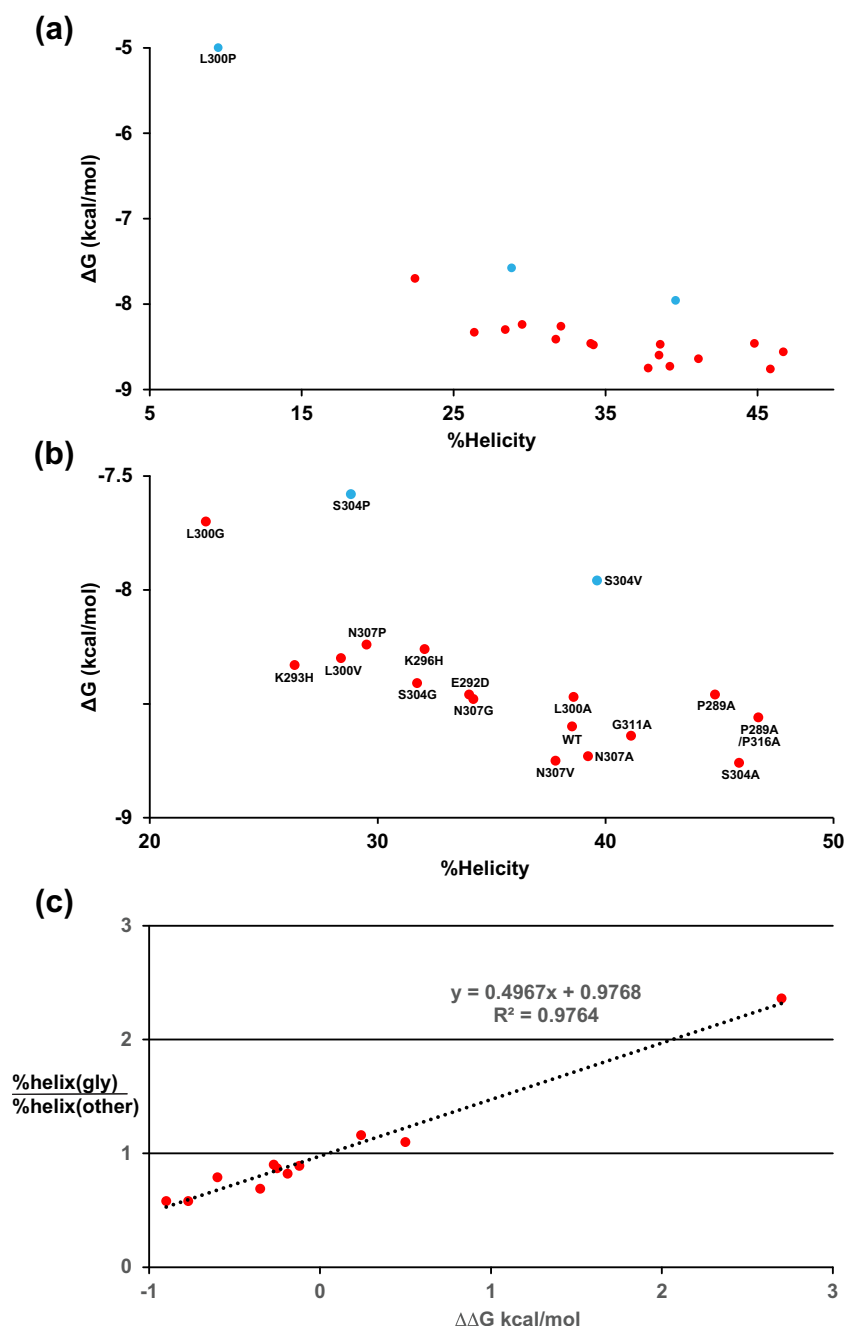 (a)
-5
L300P
-6
ΔG (kcal/mol)
-7
-8
-9
5 15 25 35 45
%Helicity
(b)
-7.5
S304P
L300G
-8
S304V
ΔG (kcal/mol)
N307P
K293H
L300V
K296H
S304G
E292D
N307G
L300A
P289A
WT
G311A
P289A
/P316A
N307V
N307A
S304A
-9
20 30 40 50
%Helicity
(c)
3
y = 0.4967x + 0.9768
R² = 0.9764
2
%helix(gly)
%helix(other)
1
0
-1 0 1 2 3
ΔΔG kcal/mol